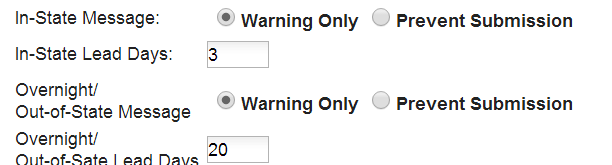 In-State Message: Warning Only Prevent Submission
In-State Lead Days: 3
Overnight/
Out-of-State Message Warning Only Prevent Submission
Overnight/
Out-of-Sate Lead Days 20